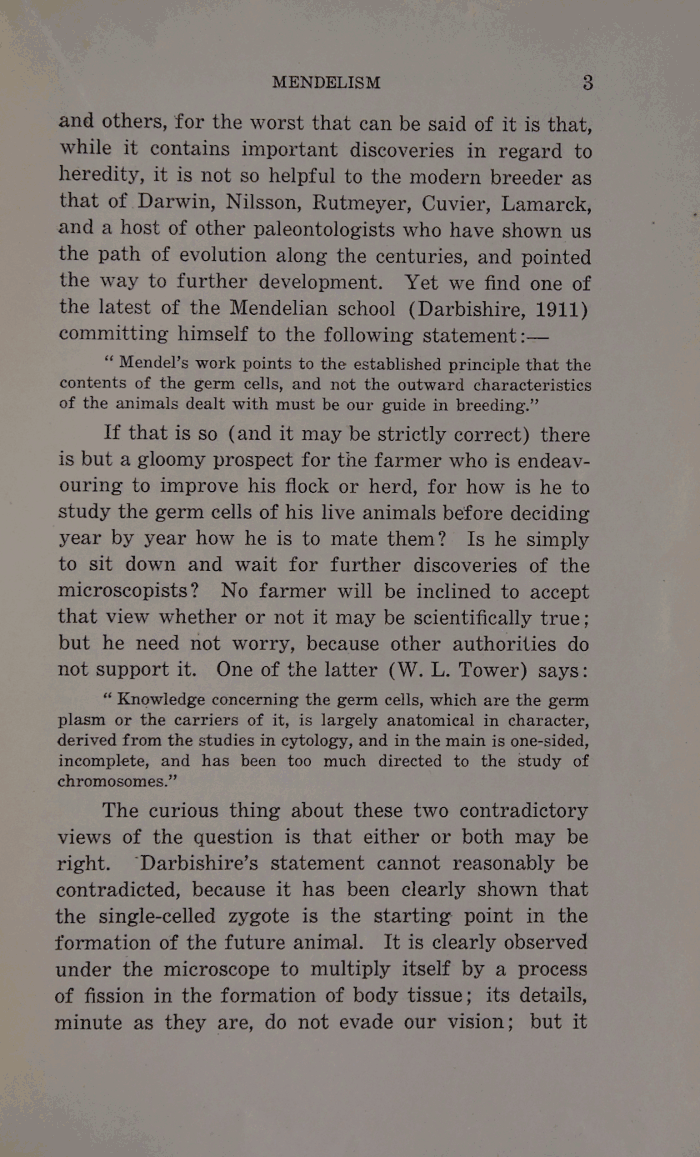 MENDELISM 3
and others, for the worst that can be said of it is that,
while it contains important discoveries in regard to
heredity, it is not so helpful to the modern breeder as
that of Darwin, Nilsson, Rutmeyer, Cuvier, Lamarck,
and a host of other paleontologists who have shown us
the path of evolution along the centuries, and pointed
the way to further development. Yet we find one of
the latest of the Mendelian school (Darbishire, 1911)
committing himself to the following statement:—
“ Mendel’s work points to the established principle that the
contents of the germ cells, and not the outward characteristics
of the animals dealt with must be our guide in breeding.”
If that is so (and it may be strictly correct) there
is but a gloomy prospect for the farmer who is endeav-
ouring to improve his flock or herd, for how is he to
study the germ cells of his live animals before deciding
year by year how he is to mate them? Is he simply
to sit down and wait for further discoveries of the
microscopists? No farmer will be inclined to accept
that view whether or not it may be scientifically true;
but he need not worry, because other authorities do
not support it. One of the latter (W. L. Tower) says:
“ Knowledge concerning the germ cells, which are the germ
plasm or the carriers of it, is largely anatomical in character,
derived from the studies in cytology, and in the main is one-sided,
incomplete, and has been too much directed to the study of
chromosomes.”
The curious thing about these two contradictory
views of the question is that either or both may be
right. Darbishire’s statement cannot reasonably be
contradicted, because it has been clearly shown that
the single-celled zygote is the starting point in the
formation of the future animal. It is clearly observed
under the microscope to multiply itself by a process
of fission in the formation of body tissue; its details,
minute as they are, do not evade our vision; but it